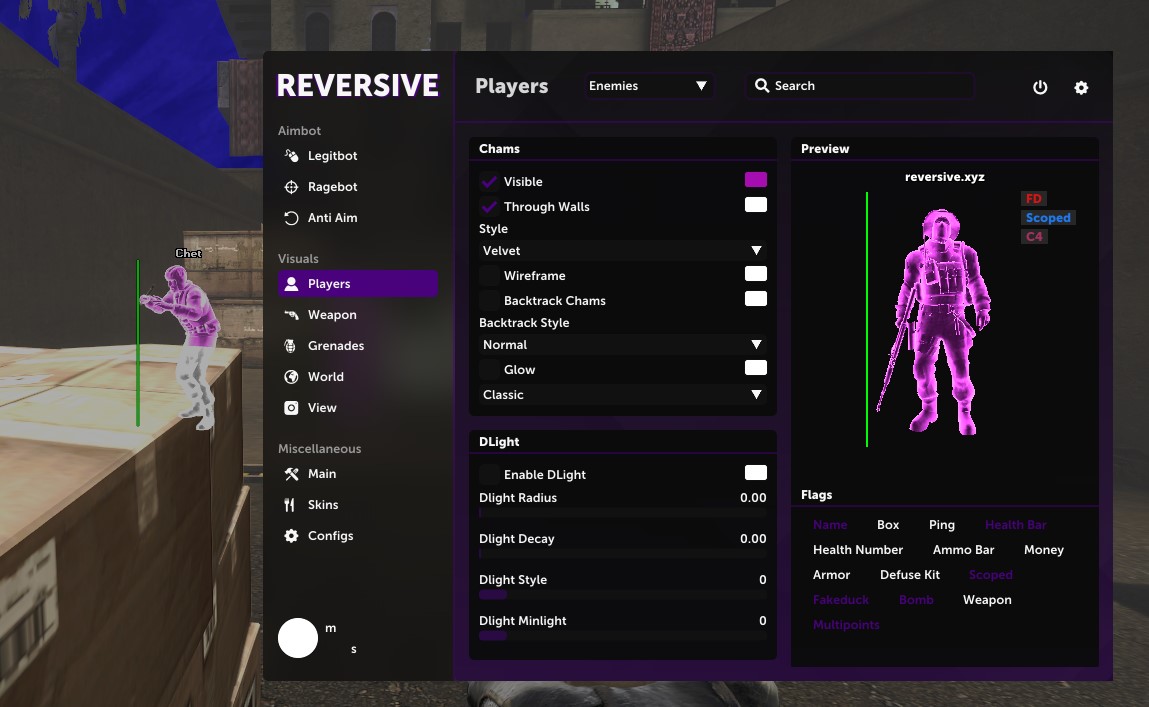 REVERSIVE
Aimbot
Legitbot
Ragebot
Anti Aim
Visuals
Players
Weapon
Grenades
World
View
Miscellaneous
Main
Skins
Configs
m
s
Chet
Players
Enemies
Search
Chams
Visible
Through Walls
Style
Velvet
Wireframe
Backtrack Chams
Backtrack Style
Normal
Glow
Classic
DLight
Enable DLight
Dlight Radius 0.00
Dlight Decay 0.00
Dlight Style 0
Dlight Minlight 0
Preview
reversive.xyz
FD
Scoped
C4
Flags
Name Box Ping Health Bar
Health Number Ammo Bar Money
Armor Defuse Kit Scoped
Fakeduck Bomb Weapon
Multipoints